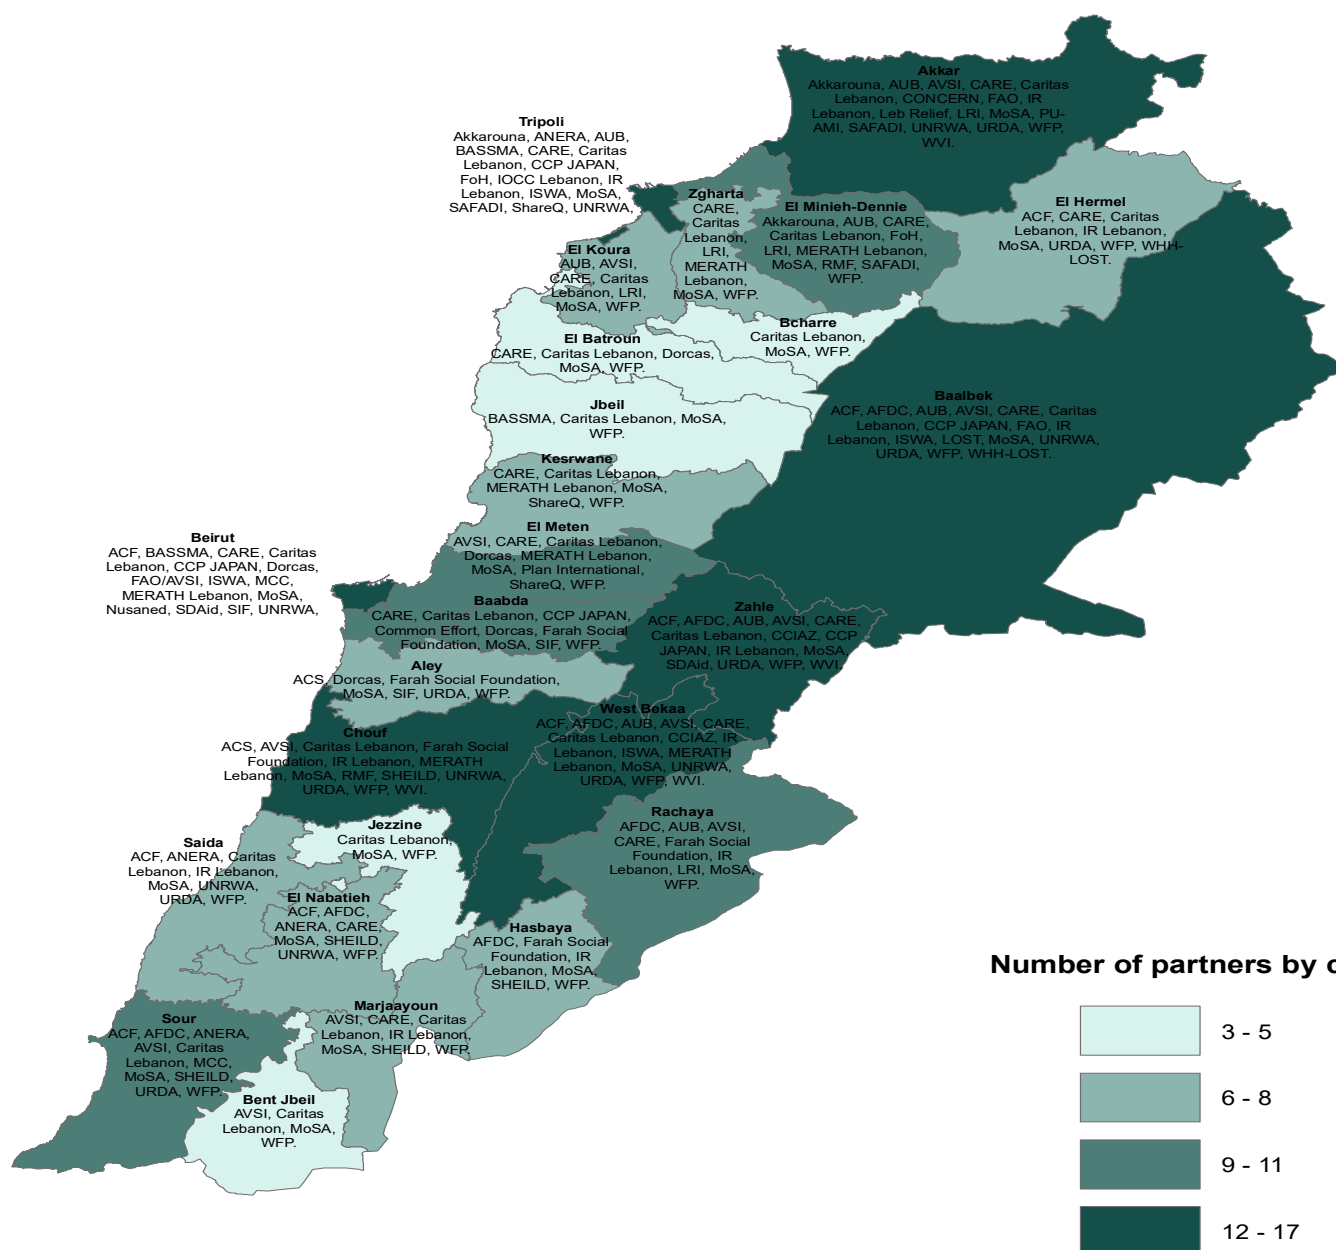 Akkar
Akkarouna, AUB, AVSI, CARE, Caritas
Lebanon, CONCERN, FAO, IR
Lebanon, Leb Relief, LRI, MoSA, PU-
AMI, SAFADI, UNRWA, URDA, WFP,
WVI.
Tripoli
Akkarouna, ANERA, AUB,
BASSMA, CARE, Caritas
Lebanon, CCP JAPAN,
FoH, IOCC Lebanon, IR
Lebanon, ISWA, MoSA,
SAFADI, ShareQ, UNRWA,
Zgharta
CARE,
Caritas
Lebanon,
LRI,
MERATH
Lebanon,
MoSA, WFP.
El Minieh-Dennie
Akkarouna, AUB, CARE,
Caritas Lebanon, FoH,
LRI, MERATH Lebanon,
MoSA, RMF, SAFADI,
WFP.
El Hermel
ACF, CARE, Caritas
Lebanon, IR Lebanon,
MoSA, URDA, WFP, WHH-
LOST.
El Koura
AUB, AVSI,
CARE, Caritas
Lebanon, LRI,
MoSA, WFP.
Bcharre
Caritas Lebanon,
MoSA, WFP.
El Batroun
CARE, Caritas Lebanon, Dorcas,
MoSA, WFP.
Jbeil
BASSMA, Caritas Lebanon, MoSA,
WFP.
Baalbek
ACF, AFDC, AUB, AVSI, CARE, Caritas
Lebanon, CCP JAPAN, FAO, IR
Lebanon, ISWA, LOST, MoSA, UNRWA,
URDA, WFP, WHH-LOST.
Kesrwane
CARE, Caritas Lebanon,
MERATH Lebanon, MoSA,
ShareQ, WFP.
El Meten
AVSI, CARE, Caritas Lebanon,
Dorcas, MERATH Lebanon,
MoSA, Plan International,
ShareQ, WFP.
Beirut
ACF, BASSMA, CARE, Caritas
Lebanon, CCP JAPAN, Dorcas,
FAO/AVSI, ISWA, MCC,
MERATH Lebanon, MoSA,
Nusaned, SDAid, SIF, UNRWA,
Baabda
CARE, Caritas Lebanon, CCP JAPAN,
Common Effort, Dorcas, Farah Social
Foundation, MoSA, SIF, WFP.
Zahle
ACF, AFDC, AUB, AVSI, CARE,
Caritas Lebanon, CCIAZ, CCP
JAPAN, IR Lebanon, MoSA,
SDAid, URDA, WFP, WVI.
Aley
ACS, Dorcas, Farah Social Foundation,
MoSA, SIF, URDA, WFP.
West Bekaa
ACF, AFDC, AUB, AVSI, CARE,
Caritas Lebanon, CCIAZ, IR
Lebanon, ISWA, MERATH
Lebanon, MoSA, UNRWA,
URDA, WFP, WVI.
Chouf
ACS, AVSI, Caritas Lebanon, Farah Social
Foundation, IR Lebanon, MERATH
Lebanon, MoSA, RMF, SHEILD, UNRWA,
URDA, WFP, WVI.
Rachaya
AFDC, AUB, AVSI,
CARE, Farah Social
Foundation, IR
Lebanon, LRI, MoSA,
WFP.
Jezzine
Caritas Lebanon,
MoSA, WFP.
Saida
ACF, ANERA, Caritas
Lebanon, IR Lebanon,
MoSA, UNRWA,
URDA, WFP.
El Nabatieh
ACF, AFDC,
ANERA, CARE,
MoSA, SHEILD,
UNRWA, WFP.
Hasbaya
AFDC, Farah Social
Foundation, IR
Lebanon, MoSA,
SHEILD, WFP.
Marjaayoun
AVSI, CARE, Caritas
Lebanon, IR Lebanon,
MoSA, SHEILD, WFP.
Sour
ACF, AFDC, ANERA,
AVSI, Caritas
Lebanon, MCC,
MoSA, SHEILD,
URDA, WFP.
Bent Jbeil
AVSI, Caritas
Lebanon, MoSA,
WFP.
Number of partners by
3 - 5
6 - 8
9 - 11
12 - 17